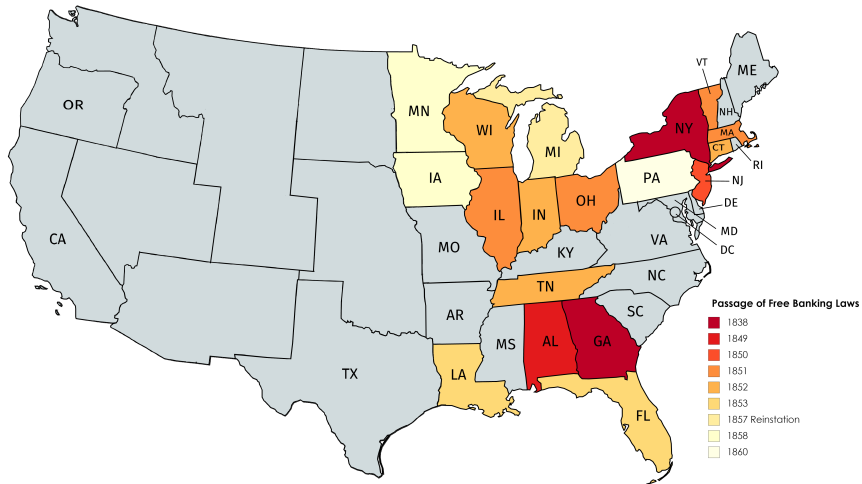 VT
ME
OR
MN
NH
WI
NY
MA
MI
CT
RI
IA
PA
NJ
IL
IN
OH
DE
MD
CA
MO
KY
VA
DC
NC
TN
AR
SC
MS
AL
GA
TX
LA
FL
Passage of Free Banking Laws
1838
1849
1850
1851
1852
1853
1857 Reinstation
1858
1860